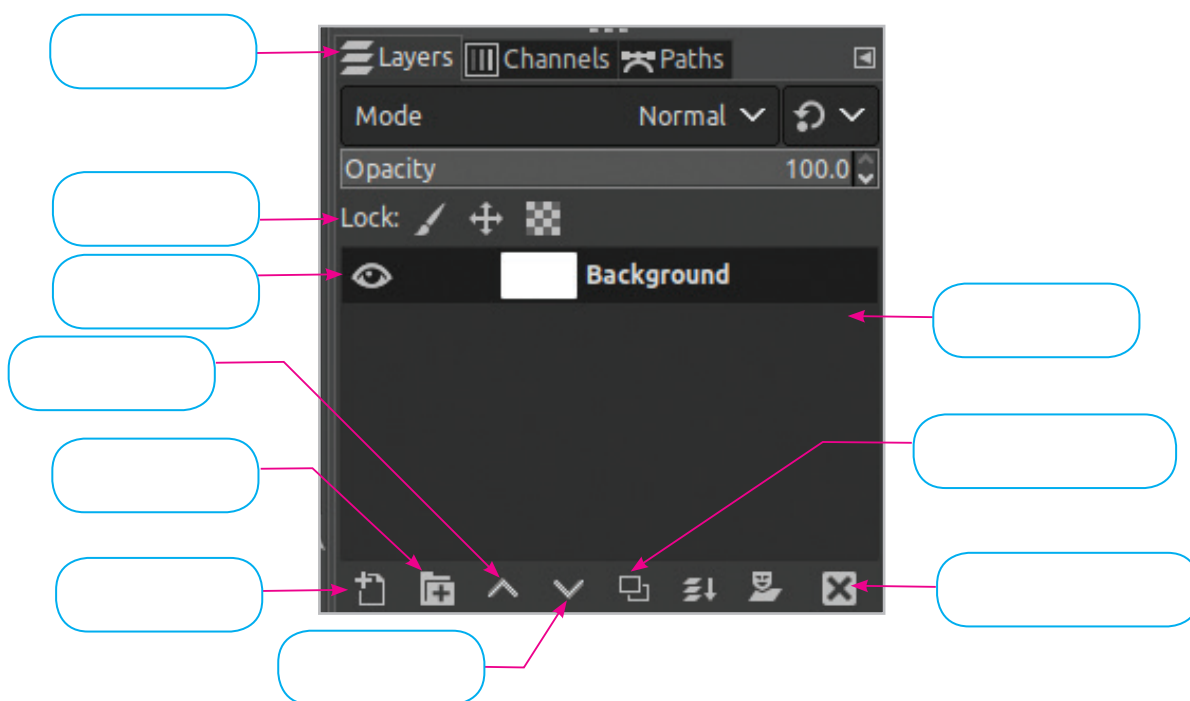 Layers Channels Paths
Mode Normal
Opacity 100.0
Lock:
Background